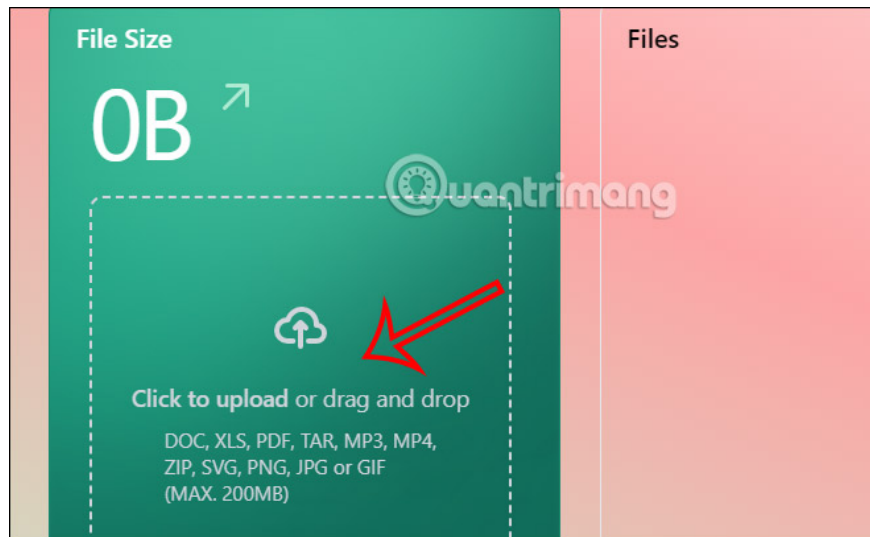 File Size
Files
0B
Quantrimang
Click to upload or drag and drop
DOC, XLS, PDF, TAR, MP3, MP4,
ZIP, SVG, PNG, JPG or GIF
(MAX. 200MB)